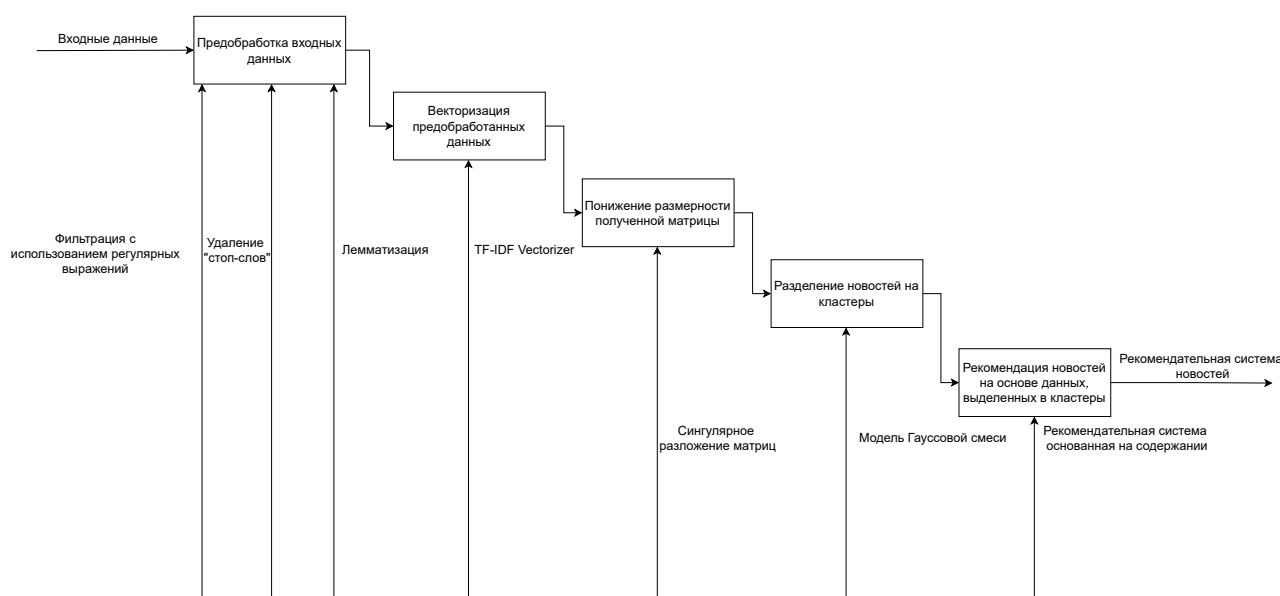 Входные данные
Предобработка входных
данных
Векторизация
предобработанных
данных
Понижение размерности
полученной матрицы
Фильтрация с
использованием регулярных
выражений
Удаление
"стоп-слов"
Лемматизация
TF-IDF Vectorizer
Разделение новостей на
кластеры
Рекомендация новостей
на основе данных,
выделенных в кластеры
Рекомендательная система
новостей
Сингулярное
разложение матриц
Модель Гауссовой смеси
Рекомендательная система
основанная на содержании